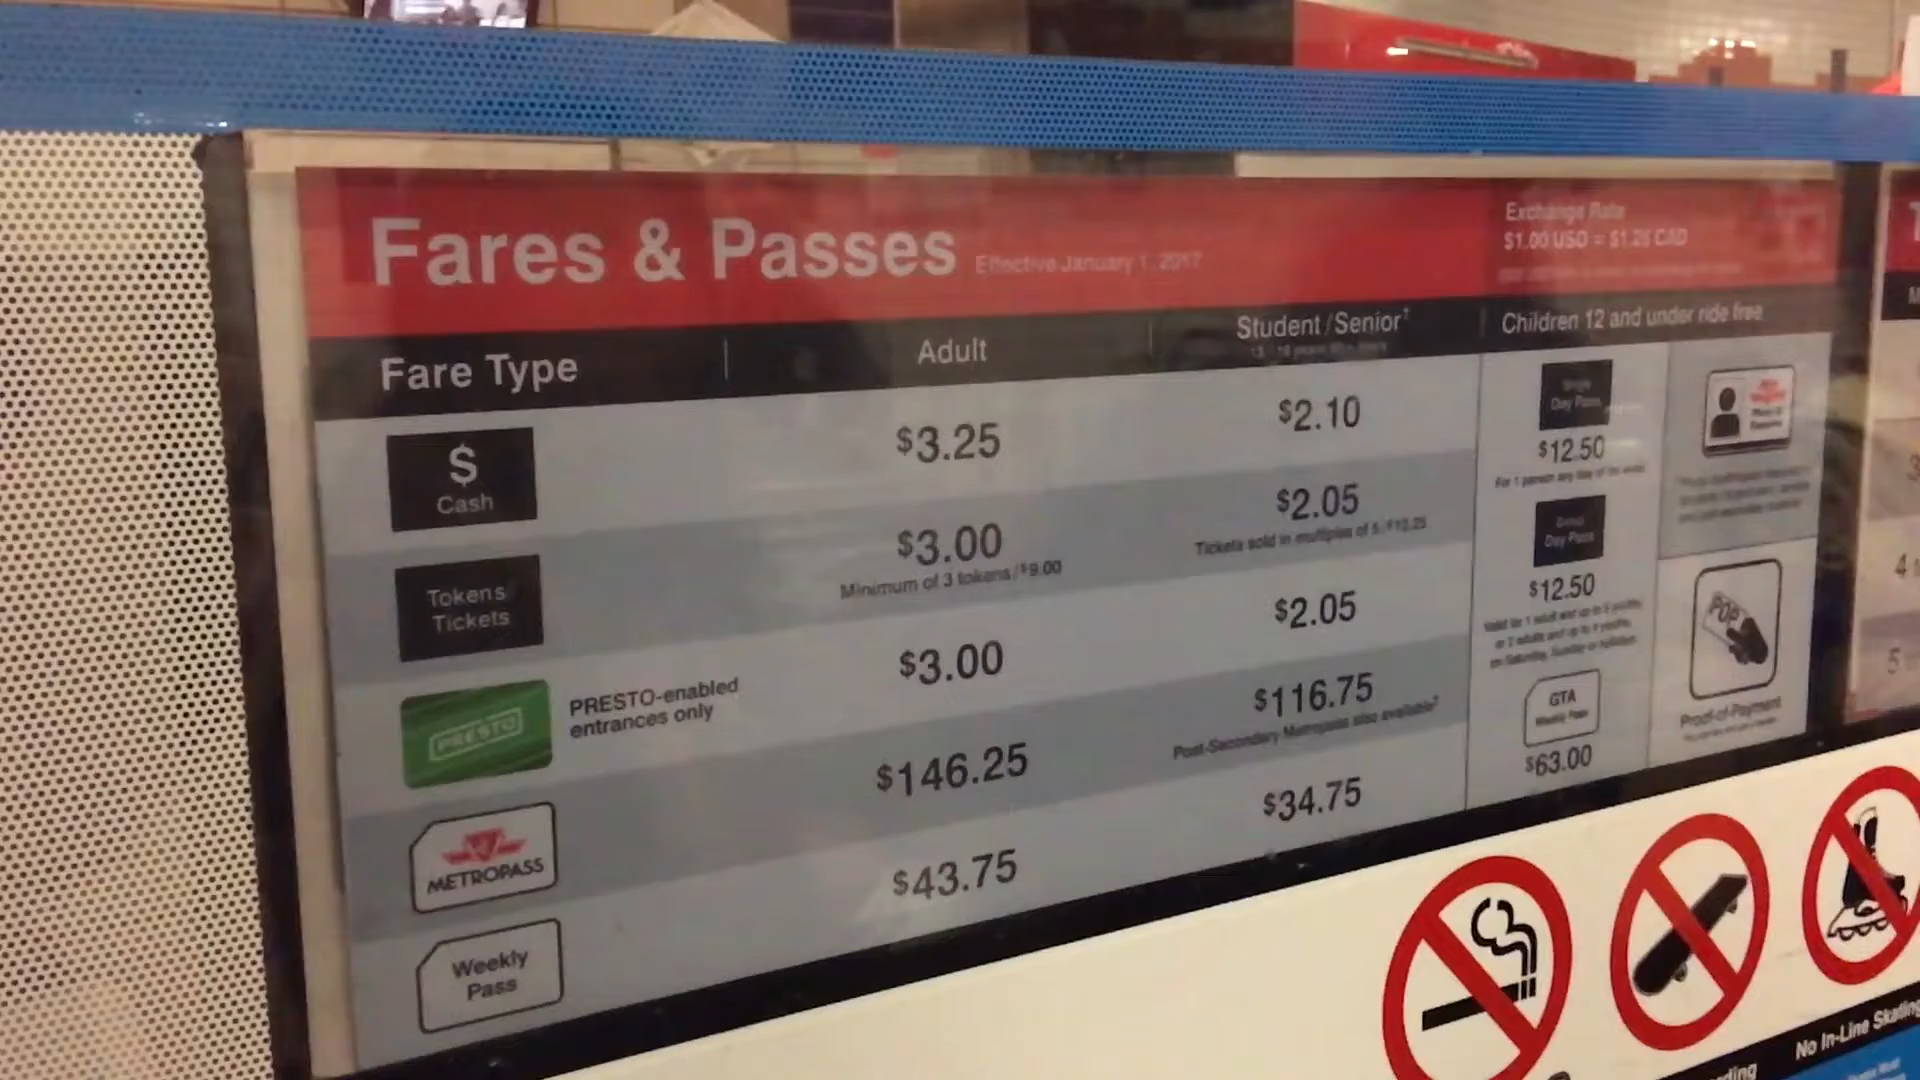 Fares & Passes Effective January 1, 2017
Exchange Rate
$1.00 USD = $1.25 CAD
Fare Type
Adult
Student/Senior†
Children 12 and under ride free
$ Cash
$3.25
$2.10
Tokens
Tickets
$3.00
Minimum of 3 tokens/$9.00
$2.05
Tickets sold in multiples of 5/$10.25
PRESTO
PRESTO-enabled
entrances only
$3.00
$2.05
METROPASS
$146.25
$116.75
Post-Secondary Metropass also available
Weekly
Pass
$43.75
$34.75
Single
Day Pass
$12.50
For 1 person any
Group
Day Pass
$12.50
Valid for 1 adult and up to 5 youths,
or 2 adults and up to 4 youths,
on Saturday, Sunday or holidays
GTA
Weekly Pass
$63.00
POP
Proof-of-Payment
3
4
5
No In-Line Skating